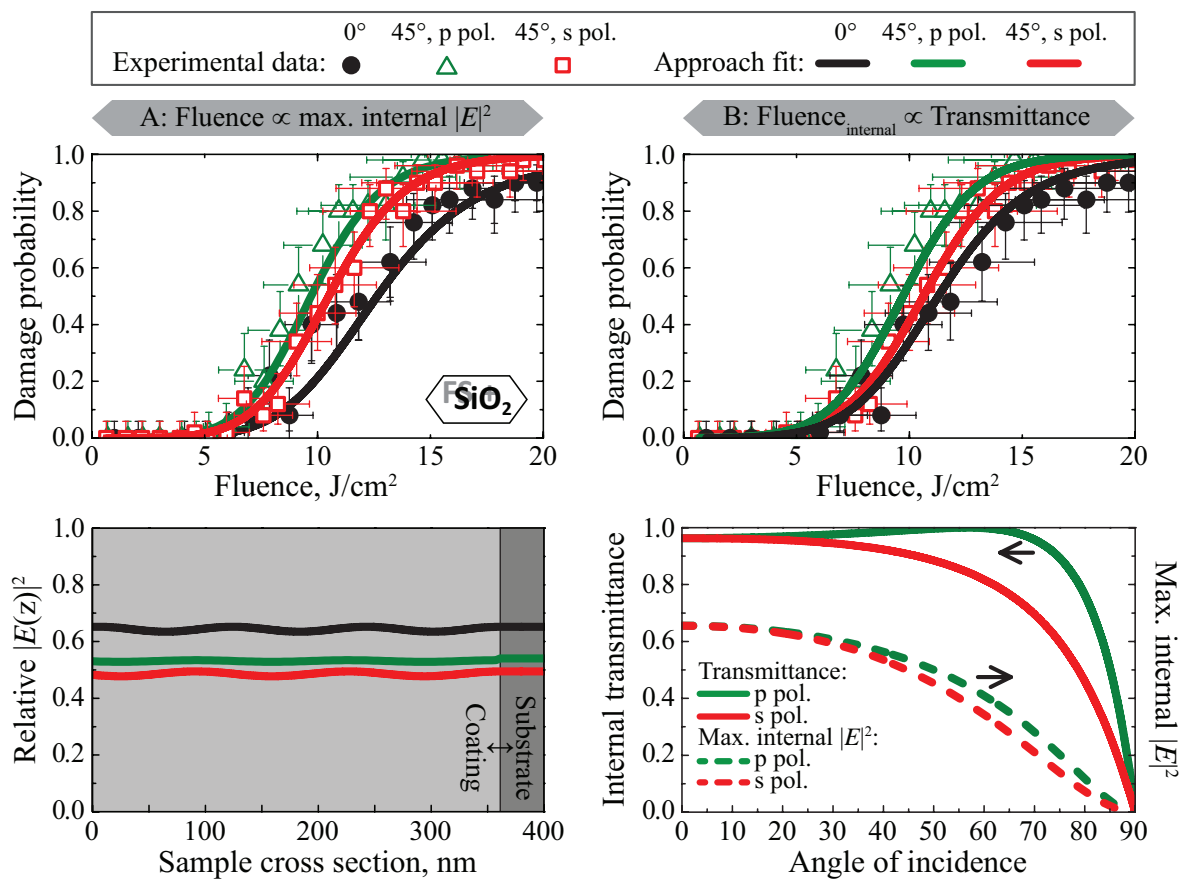 0° 45°, p pol. 45°, s pol. 0° 45°, p pol. 45°, s pol.
Experimental data: Approach fit:
A: Fluence ∝ max. internal |E|²
B: Fluence_internal ∝ Transmittance
Damage probability
1.0
0.8
0.6
0.4
0.2
0.0
0 5 10 15 20
Fluence, J/cm²
FS +
SiO₂
Damage probability
1.0
0.8
0.6
0.4
0.2
0.0
0 5 10 15 20
Fluence, J/cm²
Relative |E(z)|²
1.0
0.8
0.6
0.4
0.2
0.0
0 100 200 300 400
Sample cross section, nm
Coating
Substrate
↔
Internal transmittance
1.0
0.8
0.6
0.4
0.2
0.0
0 10 20 30 40 50 60 70 80 90
Angle of incidence
Max. internal |E|²
Transmittance:
p pol.
s pol.
Max. internal |E|²:
p pol.
s pol.